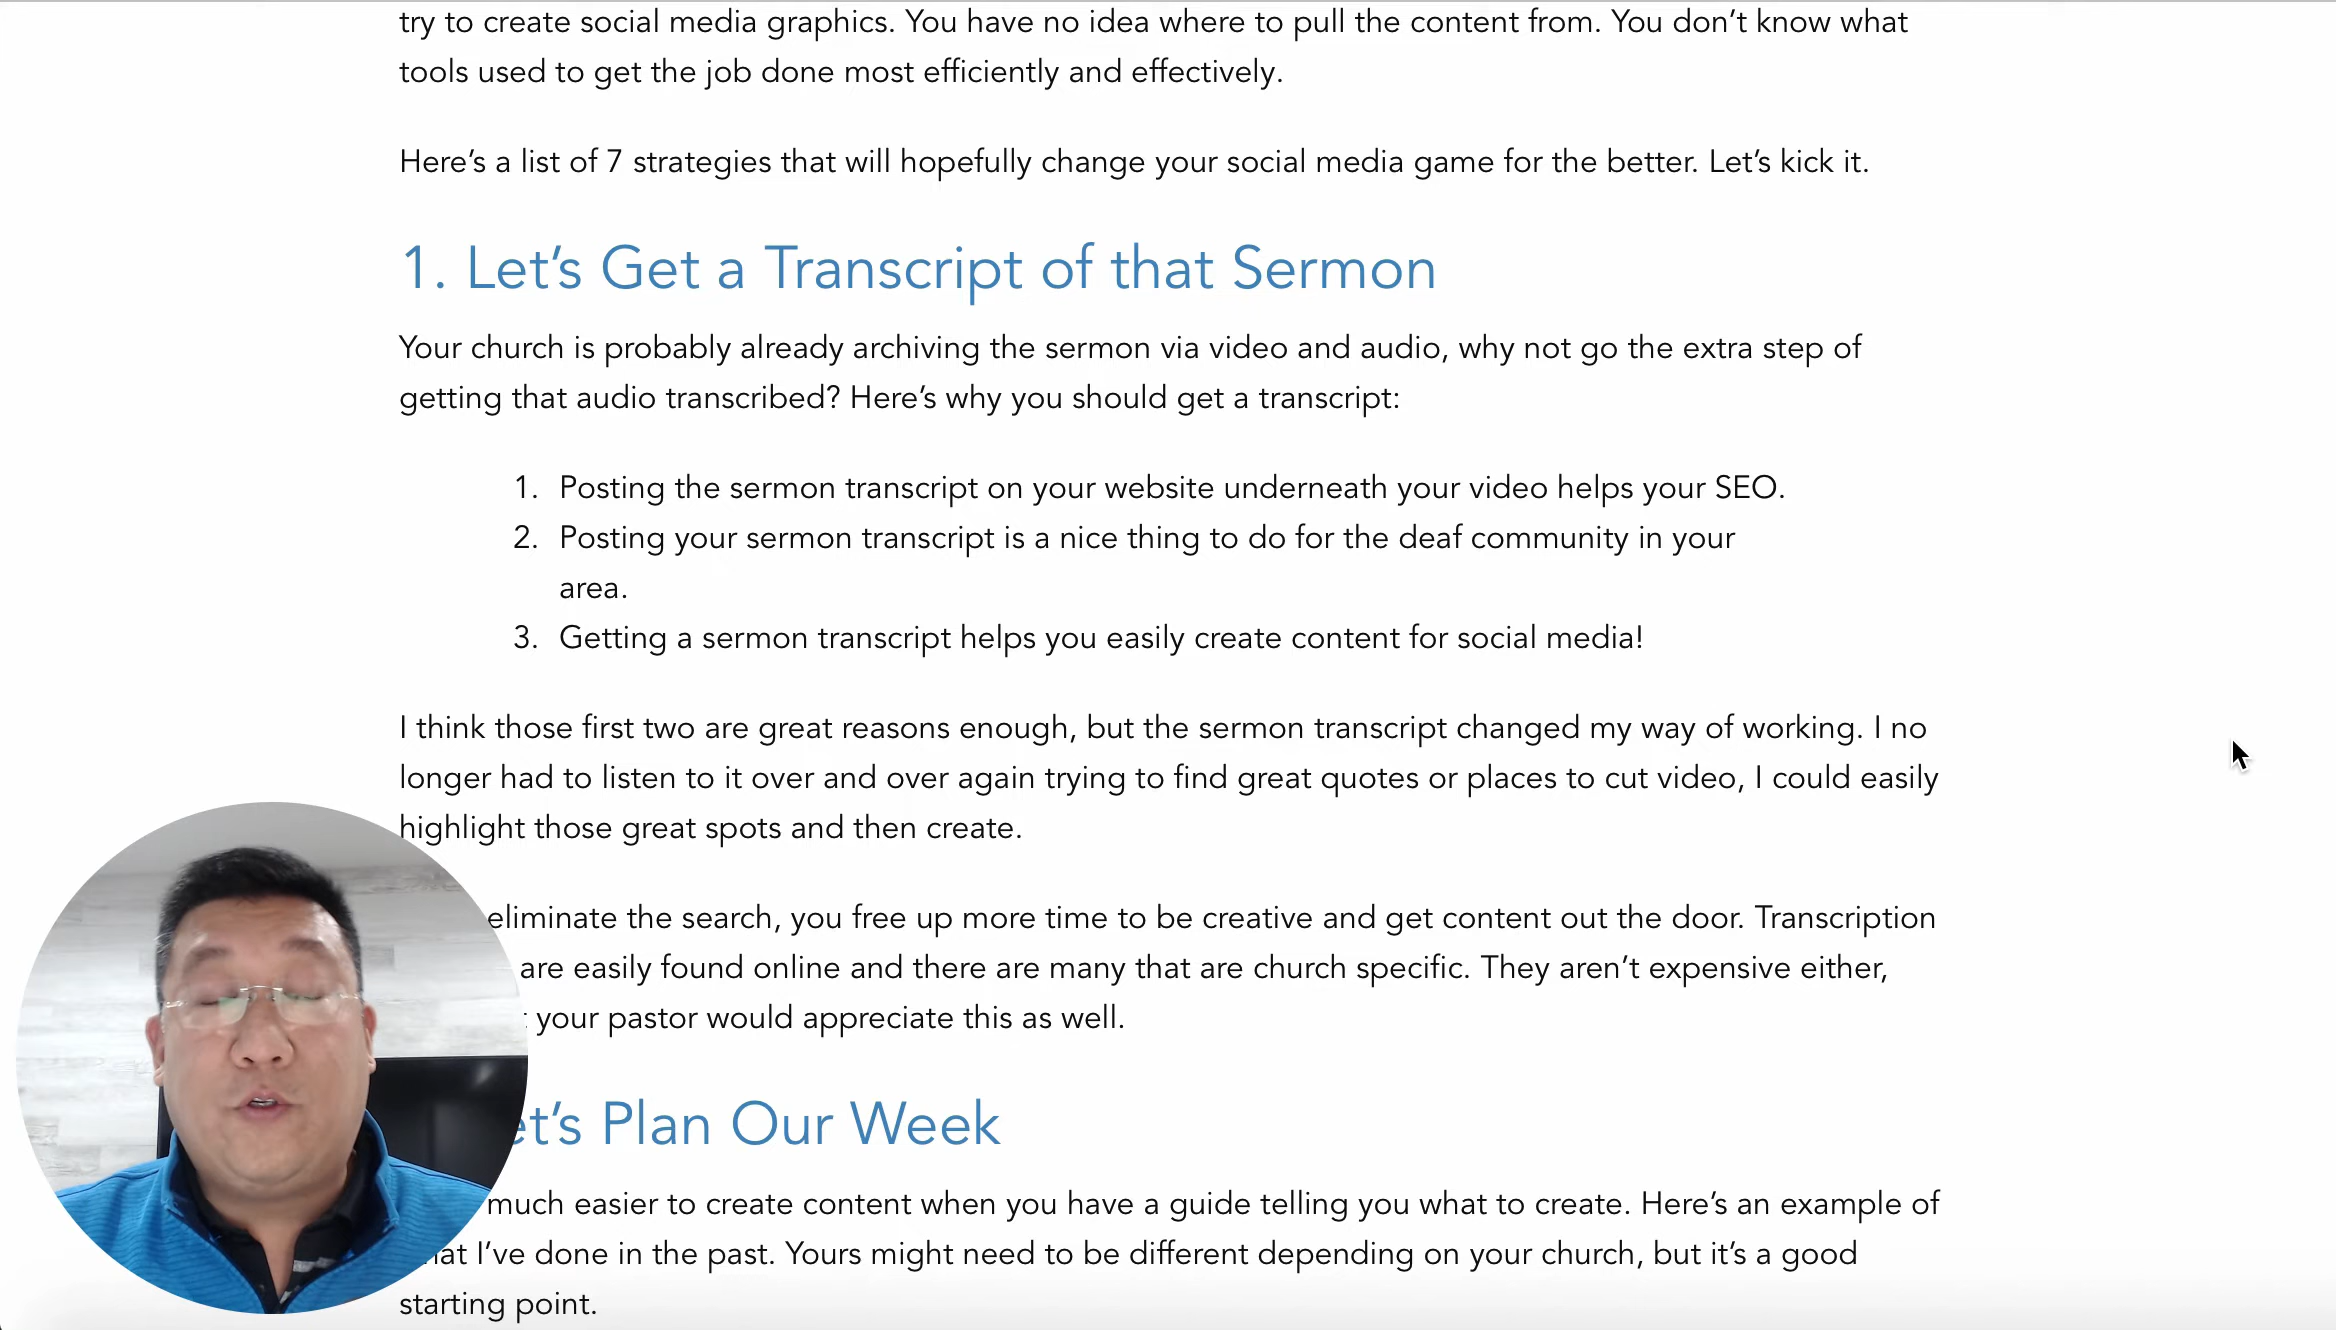 try to create social media graphics. You have no idea where to pull the content from. You don’t know what
tools used to get the job done most efficiently and effectively.
Here’s a list of 7 strategies that will hopefully change your social media game for the better. Let’s kick it.
1. Let’s Get a Transcript of that Sermon
Your church is probably already archiving the sermon via video and audio, why not go the extra step of
getting that audio transcribed? Here’s why you should get a transcript:
1. Posting the sermon transcript on your website underneath your video helps your SEO.
2. Posting your sermon transcript is a nice thing to do for the deaf community in your
area.
3. Getting a sermon transcript helps you easily create content for social media!
I think those first two are great reasons enough, but the sermon transcript changed my way of working. I no
longer had to listen to it over and over again trying to find great quotes or places to cut video, I could easily
highlight those great spots and then create.
eliminate the search, you free up more time to be creative and get content out the door. Transcription
are easily found online and there are many that are church specific. They aren’t expensive either,
your pastor would appreciate this as well.
Plan Our Week
much easier to create content when you have a guide telling you what to create. Here’s an example of
I’ve done in the past. Yours might need to be different depending on your church, but it’s a good
starting point.